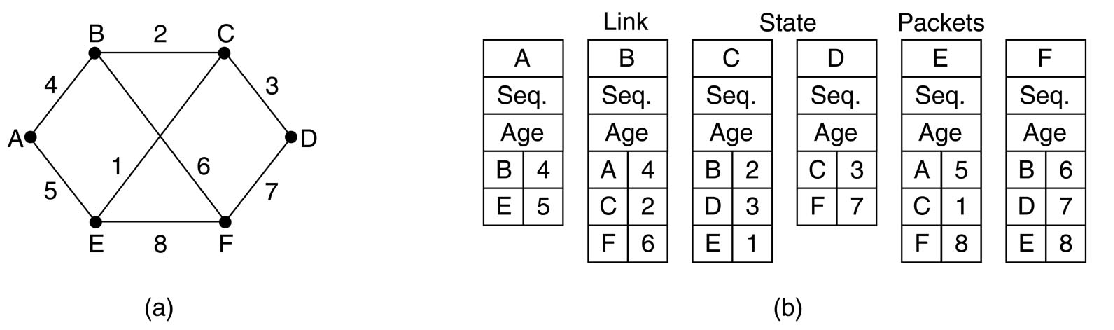 B 2 C
4 3
A D
1 6
5 7
E 8 F
(a)
Link State Packets
A B C D E F
Seq. Seq. Seq. Seq. Seq. Seq.
Age Age Age Age Age Age
B 4 A 4 B 2 C 3 A 5 B 6
E 5 C 2 D 3 F 7 C 1 D 7
F 6 E 1 F 8 E 8
(b)